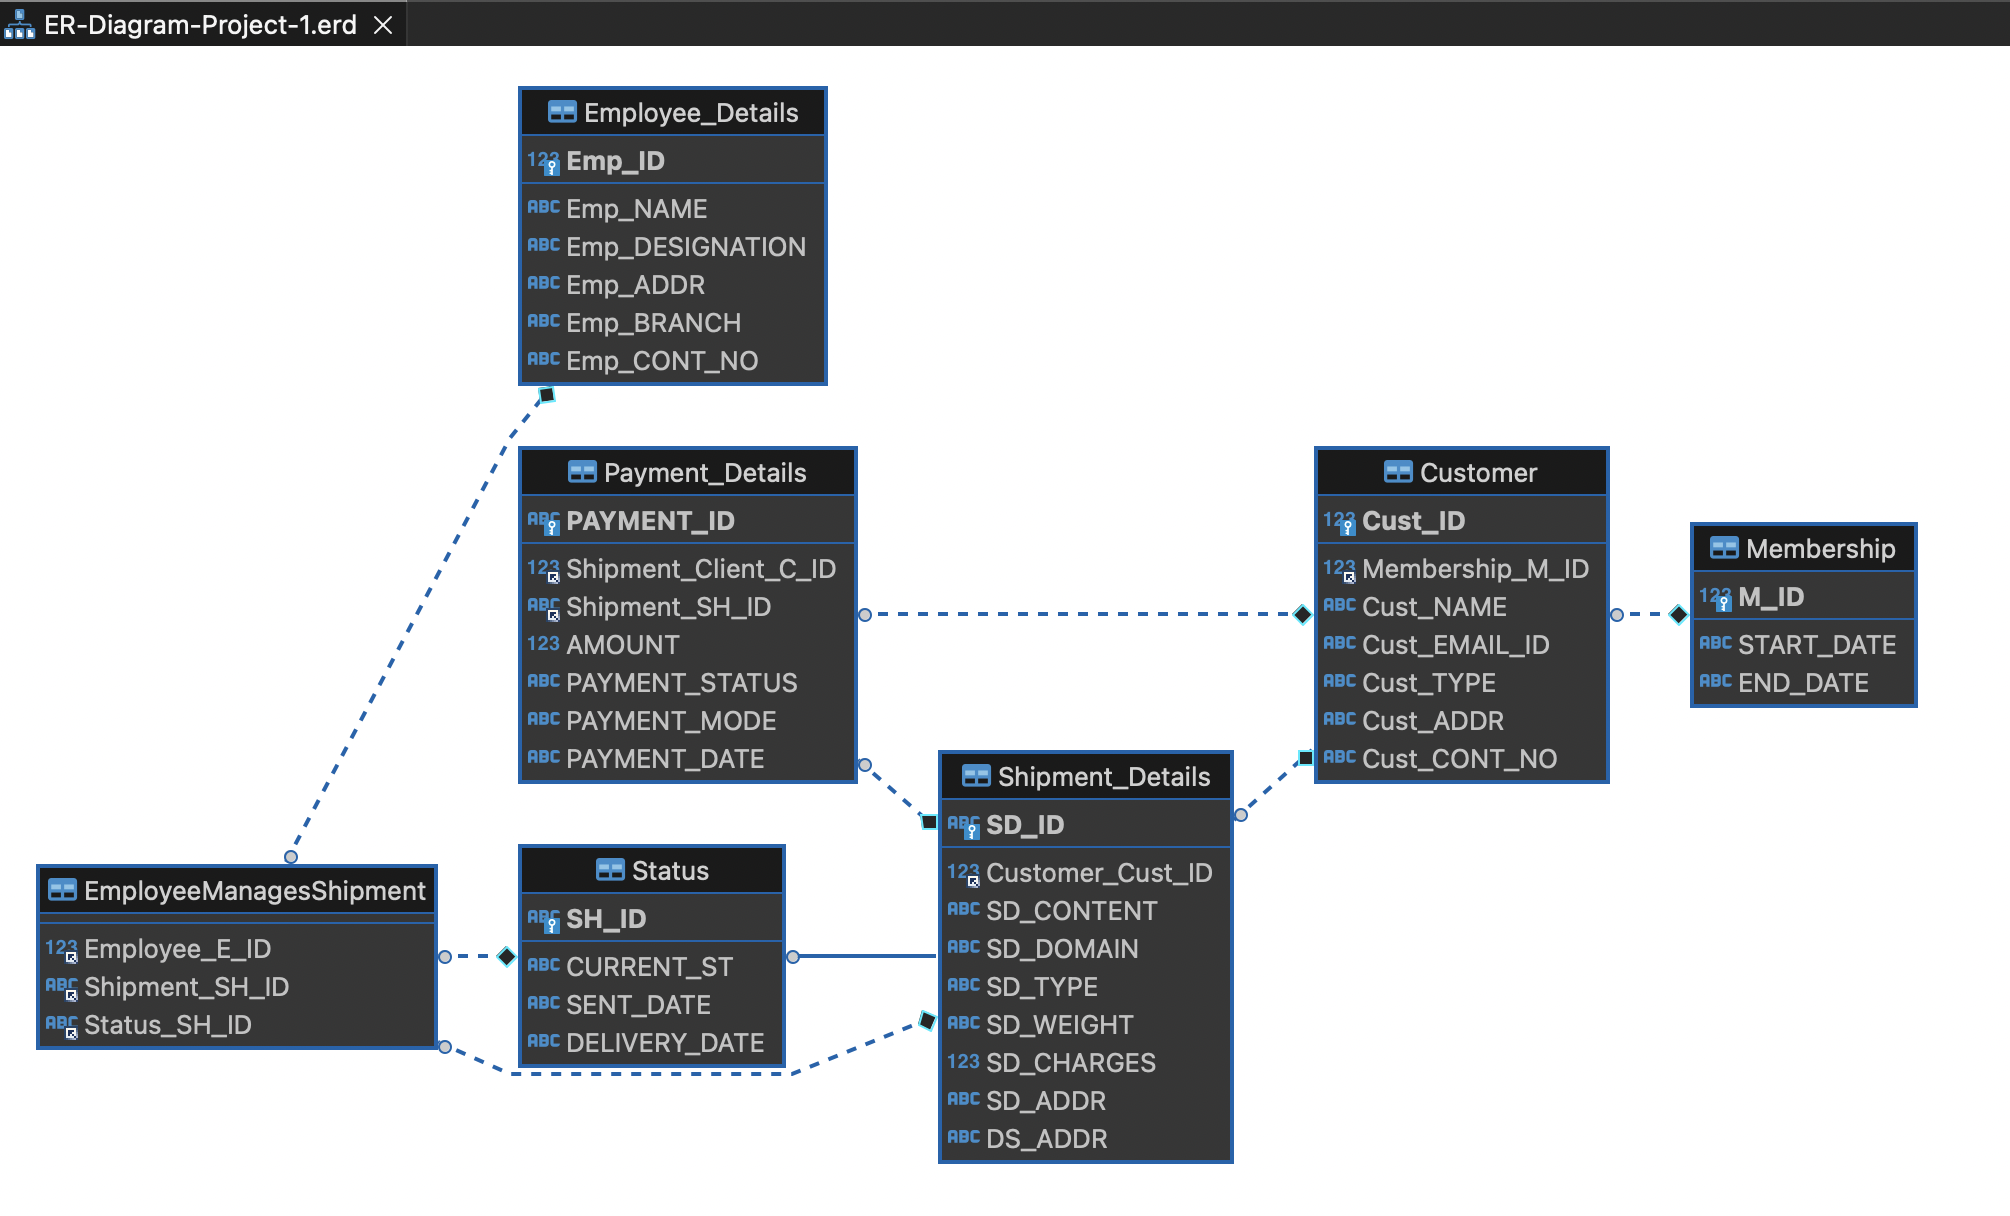 ER-Diagram-Project-1.erd
Employee_Details
123 Emp_ID
ABC Emp_NAME
ABC Emp_DESIGNATION
ABC Emp_ADDR
ABC Emp_BRANCH
ABC Emp_CONT_NO
Payment_Details
ABC PAYMENT_ID
123 Shipment_Client_C_ID
ABC Shipment_SH_ID
123 AMOUNT
ABC PAYMENT_STATUS
ABC PAYMENT_MODE
ABC PAYMENT_DATE
Customer
123 Cust_ID
123 Membership_M_ID
ABC Cust_NAME
ABC Cust_EMAIL_ID
ABC Cust_TYPE
ABC Cust_ADDR
ABC Cust_CONT_NO
Membership
123 M_ID
ABC START_DATE
ABC END_DATE
Shipment_Details
ABC SD_ID
123 Customer_Cust_ID
ABC SD_CONTENT
ABC SD_DOMAIN
ABC SD_TYPE
ABC SD_WEIGHT
123 SD_CHARGES
ABC SD_ADDR
ABC DS_ADDR
Status
ABC SH_ID
ABC CURRENT_ST
ABC SENT_DATE
ABC DELIVERY_DATE
EmployeeManagesShipment
123 Employee_E_ID
ABC Shipment_SH_ID
ABC Status_SH_ID